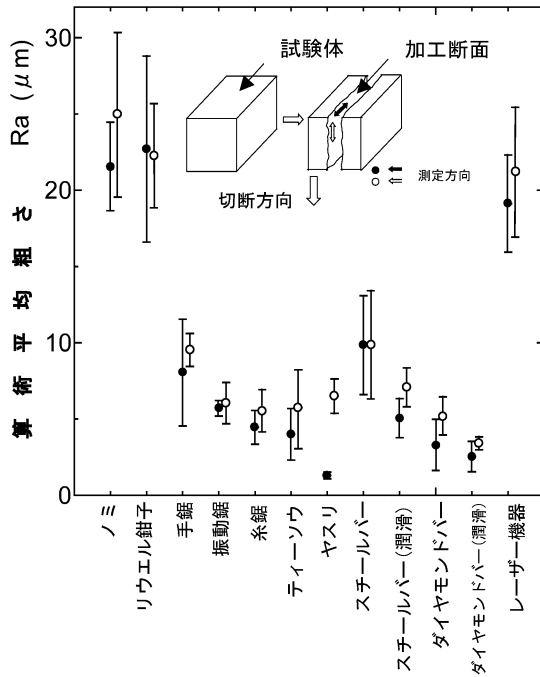 算術平均粗さ Ra (μm)
30
20
10
0
試験体
加工断面
測定方向
切断方向
ノミ
リウエル鉗子
手鋸
振動鋸
糸鋸
ティーソウ
ヤスリ
スチールバー
スチールバー(潤滑)
ダイヤモンドバー
ダイヤモンドバー(潤滑)
レーザー機器